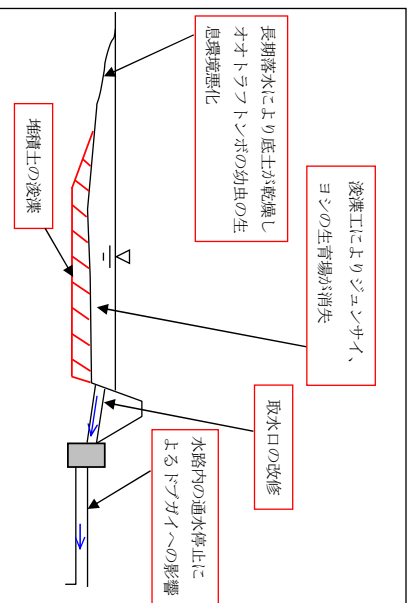 長期落水により底土が乾燥し
オオトラフトンボの幼虫の生
息環境悪化
浚渫工によりジュンサイ、
ヨシの生育場が消失
堆積土の浚渫
取水口の改修
水路内の通水停止に
よるドブガイへの影響